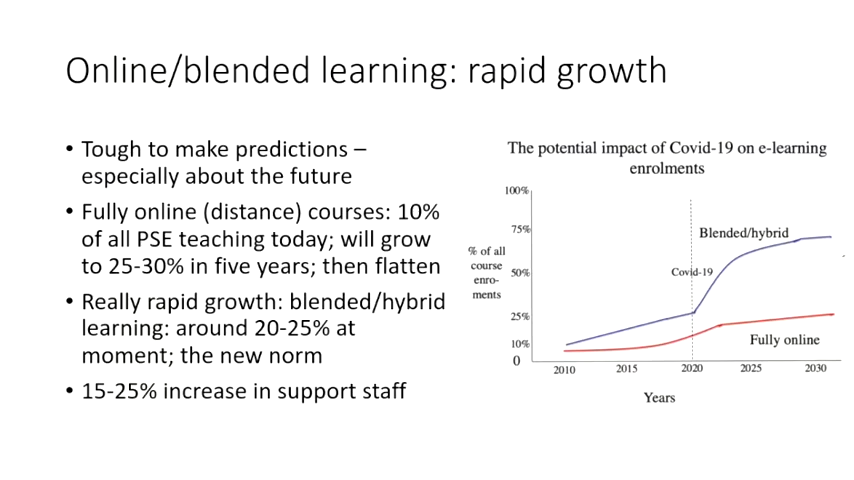 Online/blended learning: rapid growth
• Tough to make predictions –
especially about the future
• Fully online (distance) courses: 10%
of all PSE teaching today; will grow
to 25-30% in five years; then flatten
• Really rapid growth: blended/hybrid
learning: around 20-25% at
moment; the new norm
• 15-25% increase in support staff
The potential impact of Covid-19 on e-learning
enrolments
100%
75%
50%
25%
10%
0
% of all
course
enro-
ments
Blended/hybrid
Covid-19
Fully online
2010 2015 2020 2025 2030
Years